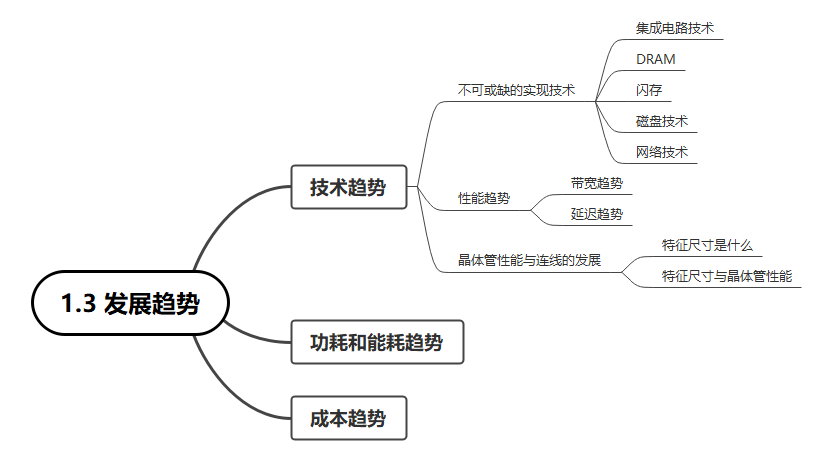 1.3 发展趋势
技术趋势
不可或缺的实现技术
集成电路技术
DRAM
闪存
磁盘技术
网络技术
性能趋势
带宽趋势
延迟趋势
晶体管性能与连线的发展
特征尺寸是什么
特征尺寸与晶体管性能
功耗和能耗趋势
成本趋势